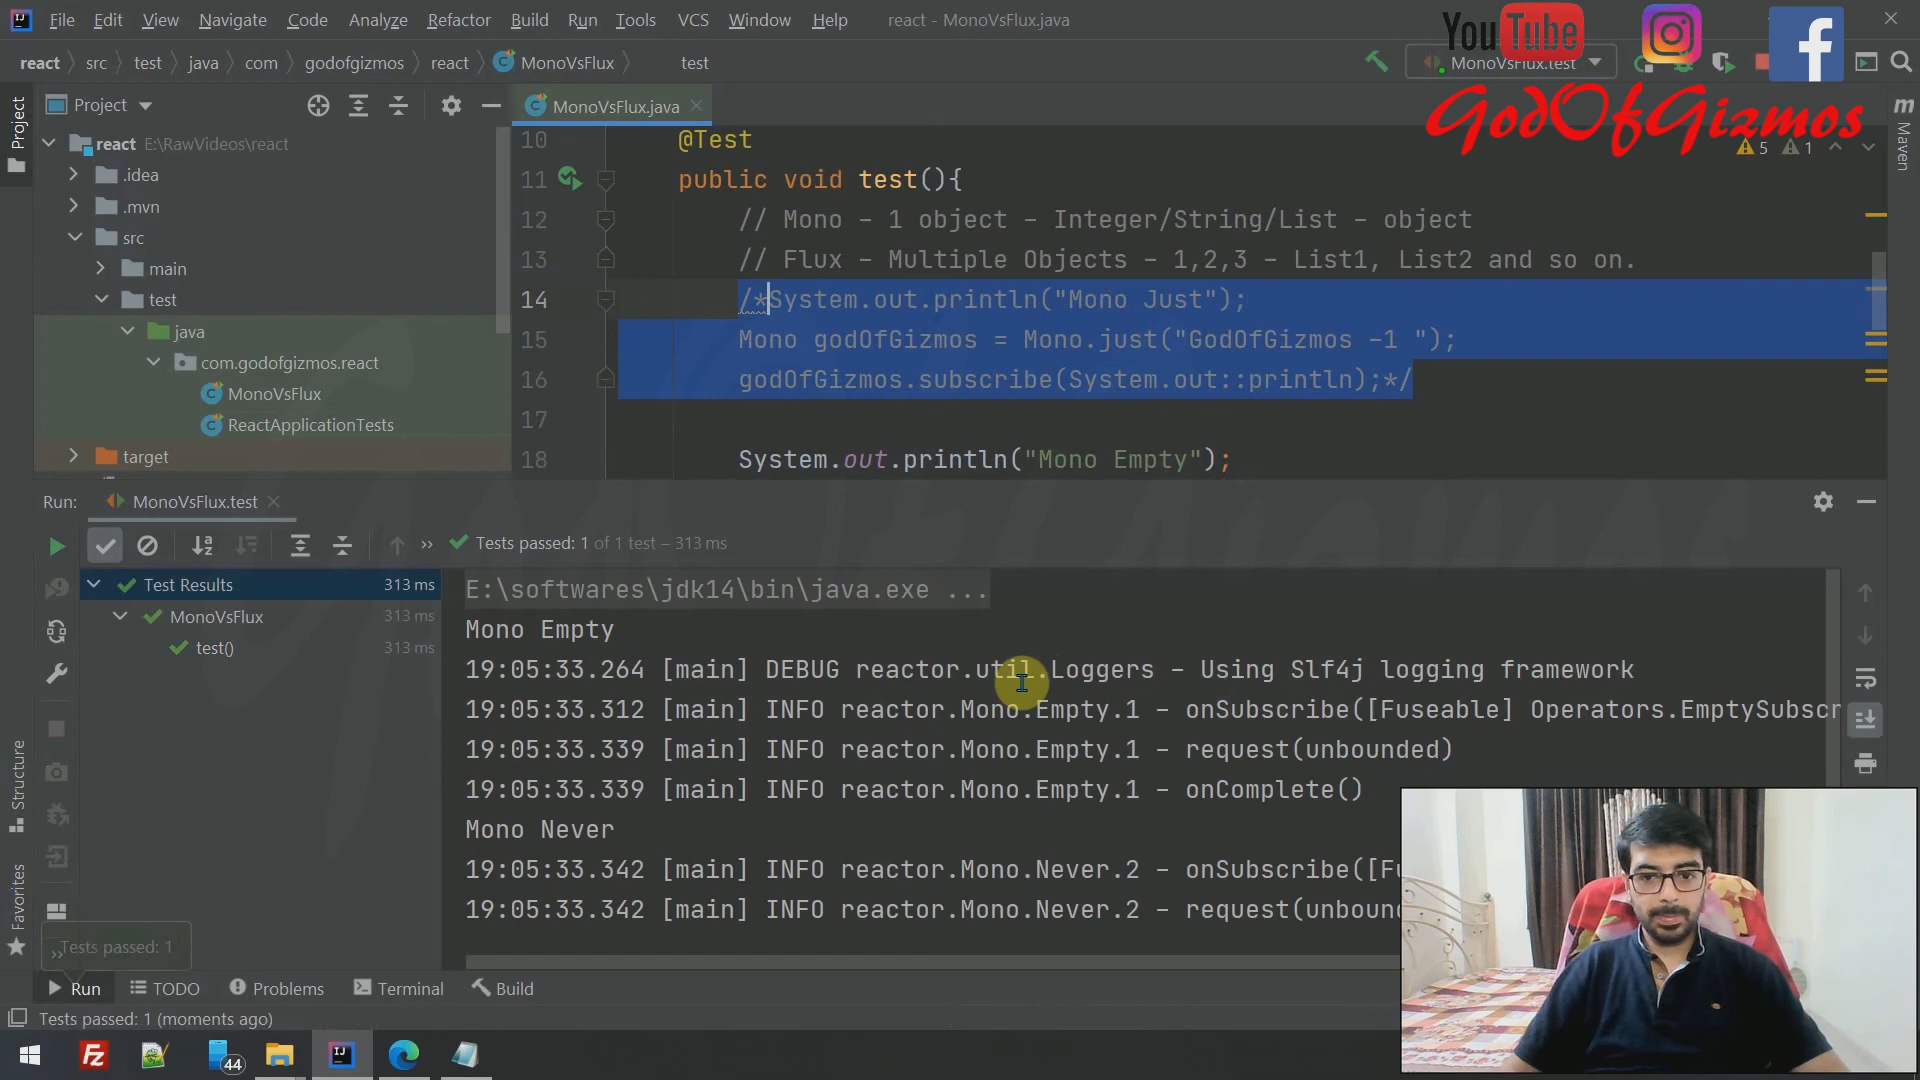 File Edit View Navigate Code Analyze Refactor Build Run Tools VCS Window Help react - MonoVsFlux.java
YouTube
react src test java com godofgizmos react MonoVsFlux test
MonoVsFlux.test
GodOfGizmos
Project
MonoVsFlux.java
Project
Maven
5 1
react E:\RawVideos\react
.idea
.mvn
src
main
test
java
com.godofgizmos.react
MonoVsFlux
ReactApplicationTests
target
10 @Test
11 public void test(){
12 // Mono - 1 object - Integer/String/List - object
13 // Flux - Multiple Objects - 1,2,3 - List1, List2 and so on.
14 /*System.out.println("Mono Just");
15 Mono godOfGizmos = Mono.just("GodOfGizmos -1 ");
16 godOfGizmos.subscribe(System.out::println);*/
17
18 System.out.println("Mono Empty");
Run: MonoVsFlux.test
Tests passed: 1 of 1 test – 313 ms
Test Results 313 ms
MonoVsFlux 313 ms
test() 313 ms
E:\softwares\jdk14\bin\java.exe ...
Mono Empty
19:05:33.264 [main] DEBUG reactor.util.Loggers - Using Slf4j logging framework
19:05:33.312 [main] INFO reactor.Mono.Empty.1 - onSubscribe([Fuseable] Operators.EmptySubscr
19:05:33.339 [main] INFO reactor.Mono.Empty.1 - request(unbounded)
19:05:33.339 [main] INFO reactor.Mono.Empty.1 - onComplete()
Mono Never
19:05:33.342 [main] INFO reactor.Mono.Never.2 - onSubscribe([Fu
19:05:33.342 [main] INFO reactor.Mono.Never.2 - request(unboun
Structure
Favorites
Tests passed: 1
Run TODO Problems Terminal Build
Tests passed: 1 (moments ago)
44